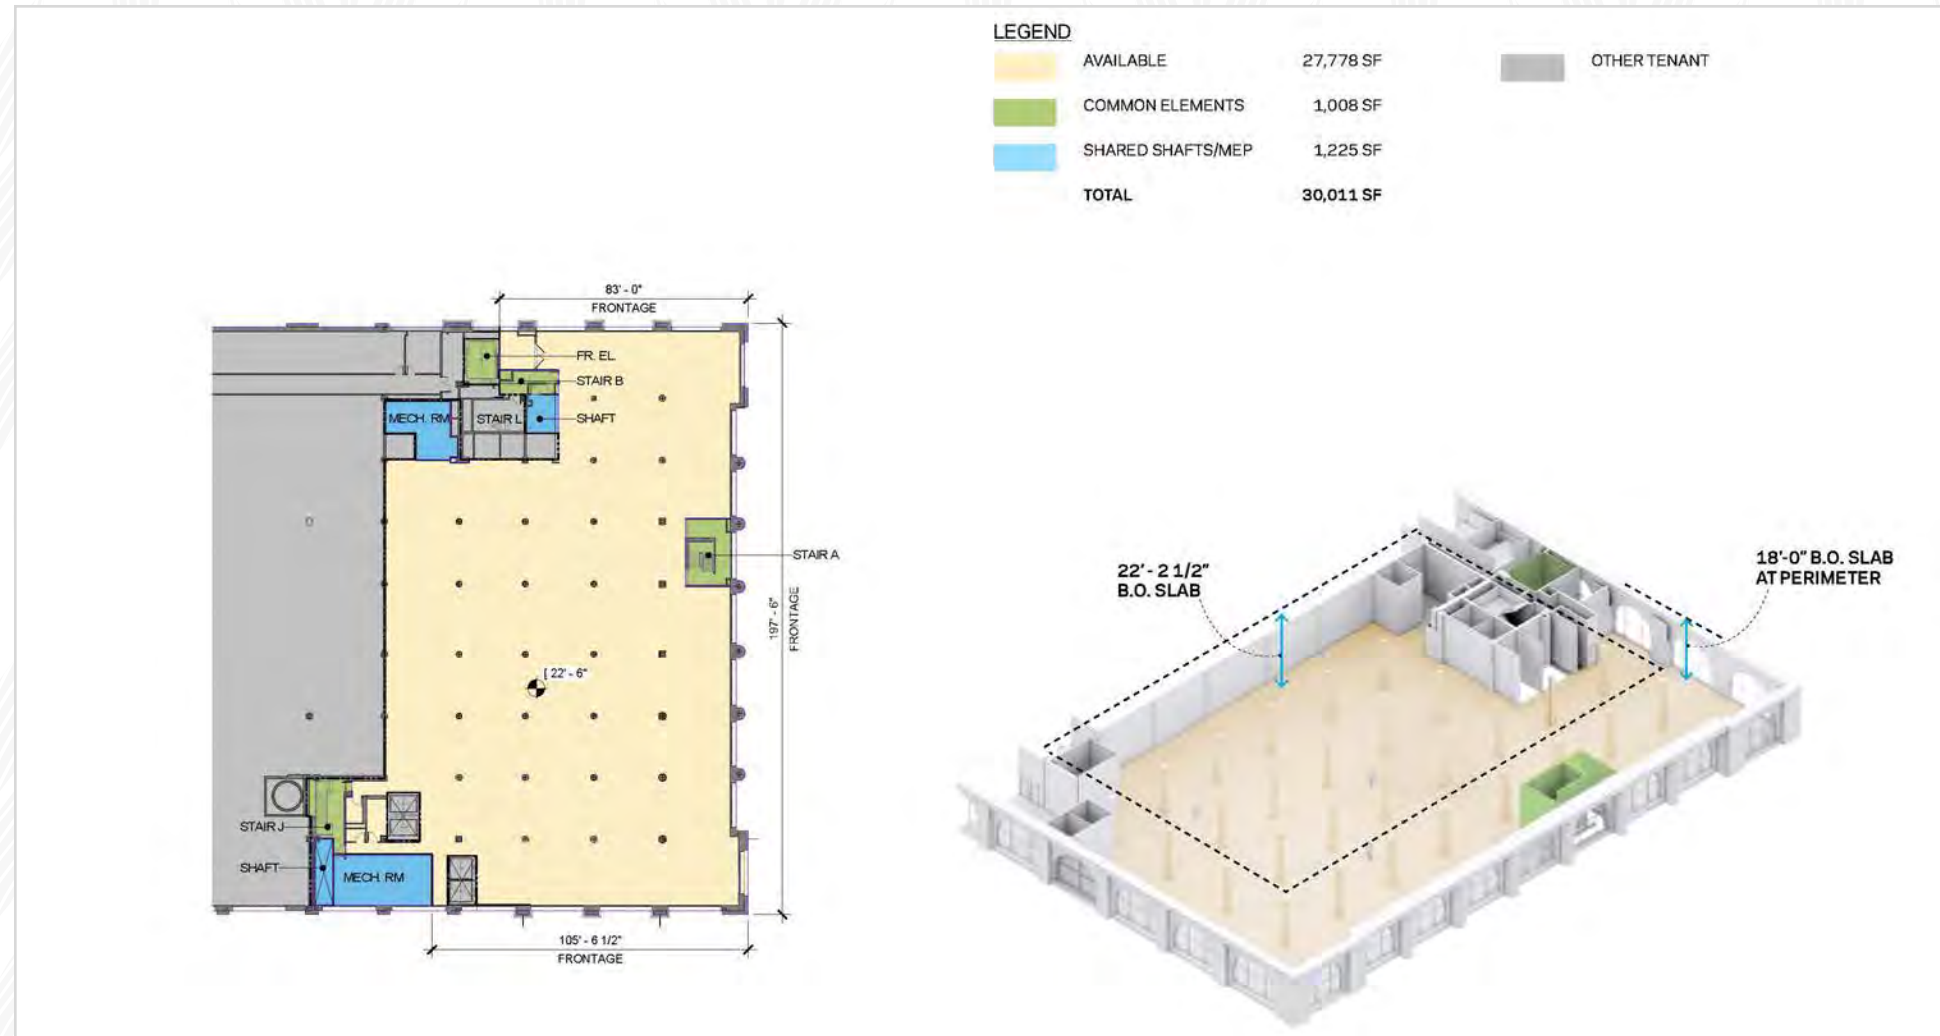 LEGEND
AVAILABLE 27,778 SF
COMMON ELEMENTS 1,008 SF
SHARED SHAFTS/MEP 1,225 SF
TOTAL 30,011 SF
OTHER TENANT
83' - 0"
FRONTAGE
FR. EL
STAIR B
MECH. RM
STAIR L
SHAFT
STAIR A
197' - 6"
FRONTAGE
[ 22' - 6"
STAIR J
SHAFT
MECH. RM
105' - 6 1/2"
FRONTAGE
22' - 2 1/2"
B.O. SLAB
18'-0" B.O. SLAB
AT PERIMETER